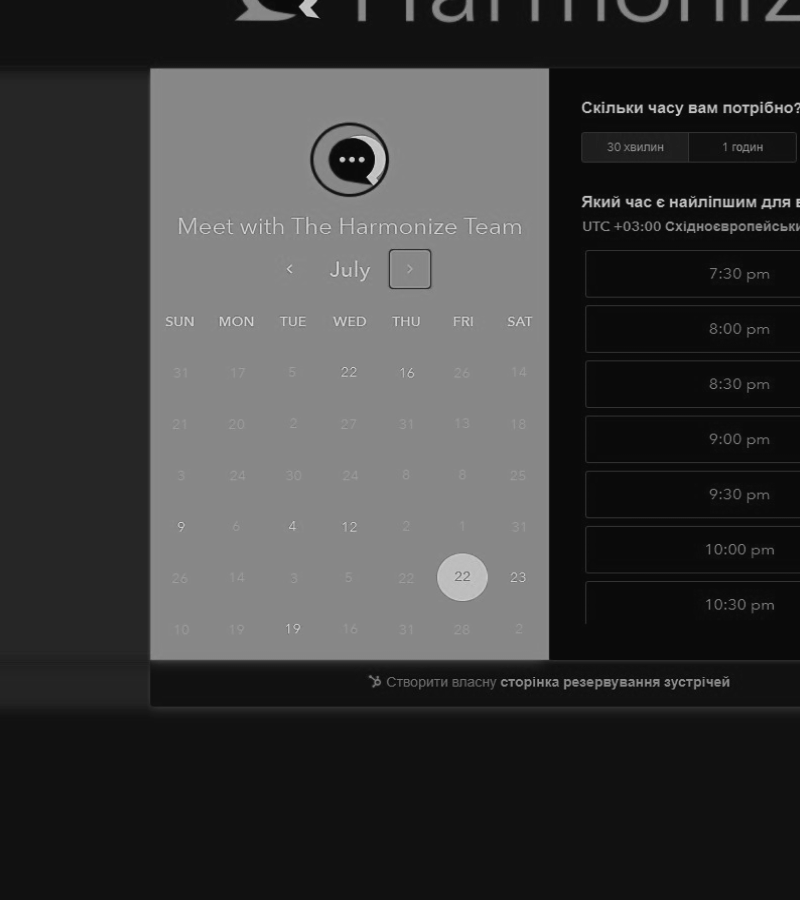 Harmoniz
Meet with The Harmonize Team
July
SUN MON TUE WED THU FRI SAT
31 17 5 22 16 26 14
21 20 2 27 31 13 18
3 24 30 24 8 8 25
9 6 4 12 2 1 31
26 14 3 5 22 22 23
10 19 19 16 31 28 2
Скільки часу вам потрібно?
30 хвилин 1 годин
Який час є найліпшим для в
UTC +03:00 Східноєвропейськи
7:30 pm
8:00 pm
8:30 pm
9:00 pm
9:30 pm
10:00 pm
10:30 pm
Створити власну сторінка резервування зустрічей